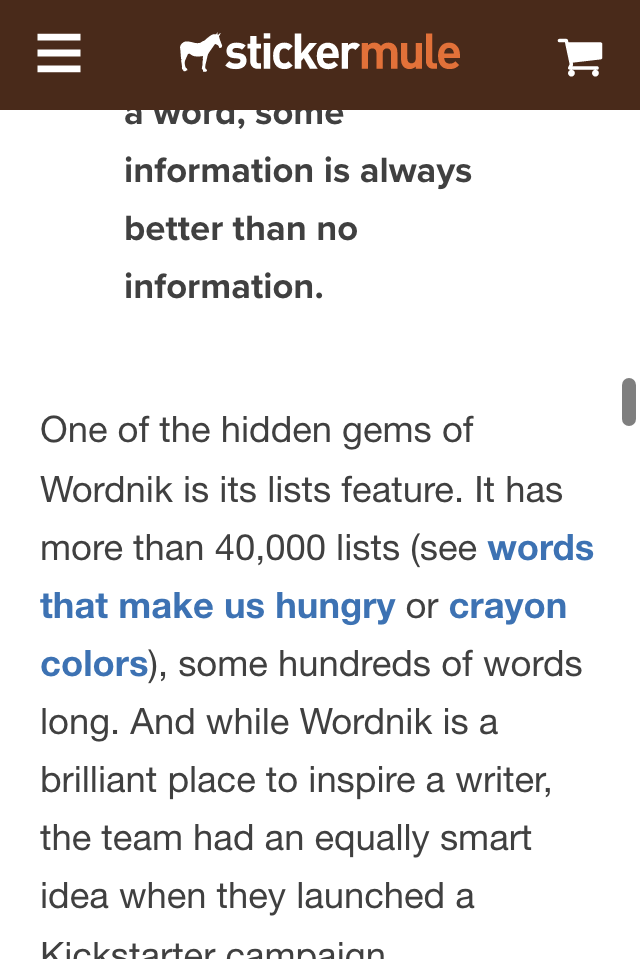 stickermule
a word, some
information is always
better than no
information.
One of the hidden gems of
Wordnik is its lists feature. It has
more than 40,000 lists (see words
that make us hungry or crayon
colors), some hundreds of words
long. And while Wordnik is a
brilliant place to inspire a writer,
the team had an equally smart
idea when they launched a
Kickstarter campaign